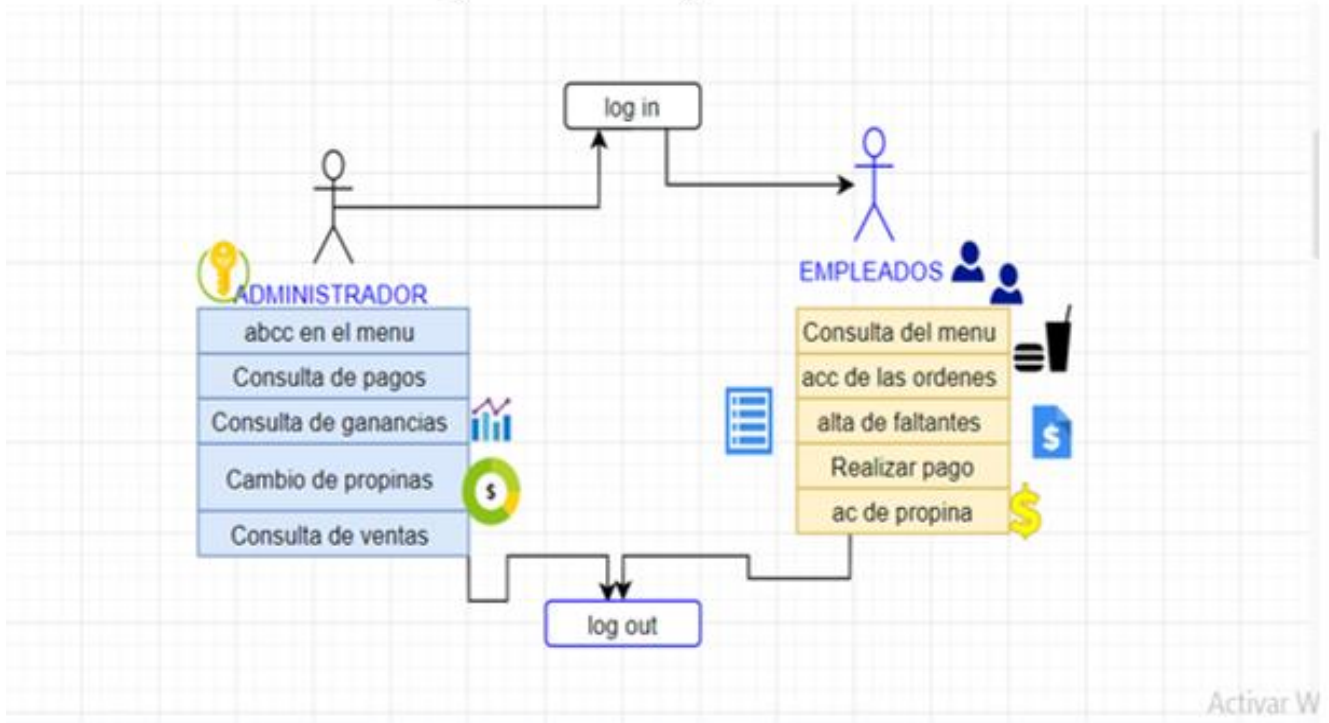 log in
ADMINISTRADOR
abcc en el menu
Consulta de pagos
Consulta de ganancias
$
Cambio de propinas
Consulta de ventas
EMPLEADOS
Consulta del menu
acc de las ordenes
alta de faltantes
$
Realizar pago
ac de propina
$
log out
Activar W